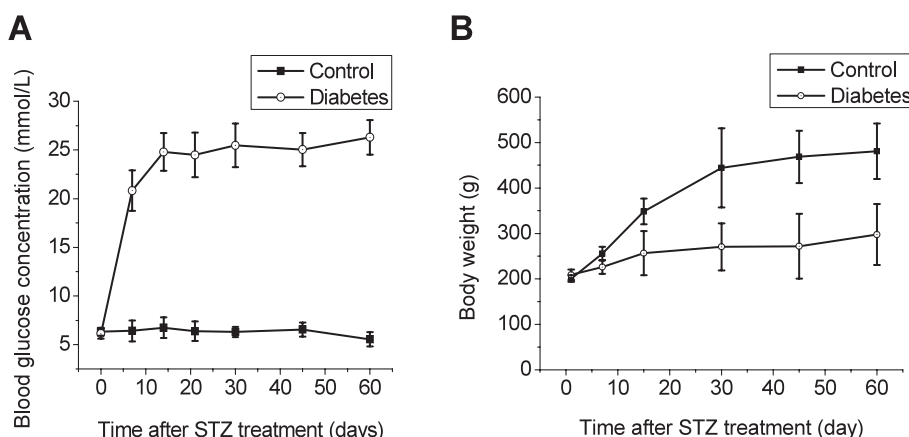 A
Control
Diabetes
Blood glucose concentration (mmol/L)
30
25
20
15
10
5
0 10 20 30 40 50 60
Time after STZ treatment (days)
B
Control
Diabetes
Body weight (g)
600
500
400
300
200
100
0
0 10 20 30 40 50 60
Time after STZ treatment (day)